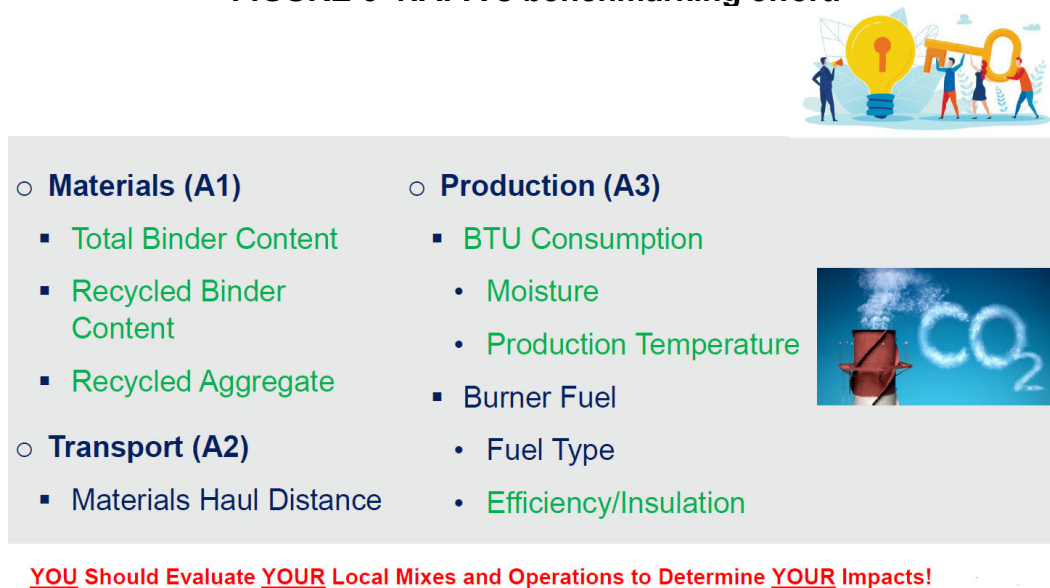 Materials (A1)
Total Binder Content
Recycled Binder
Content
Recycled Aggregate
Transport (A2)
Materials Haul Distance
Production (A3)
BTU Consumption
Moisture
Production Temperature
Burner Fuel
Fuel Type
Efficiency/Insulation
CO2
YOU Should Evaluate YOUR Local Mixes and Operations to Determine YOUR Impacts!